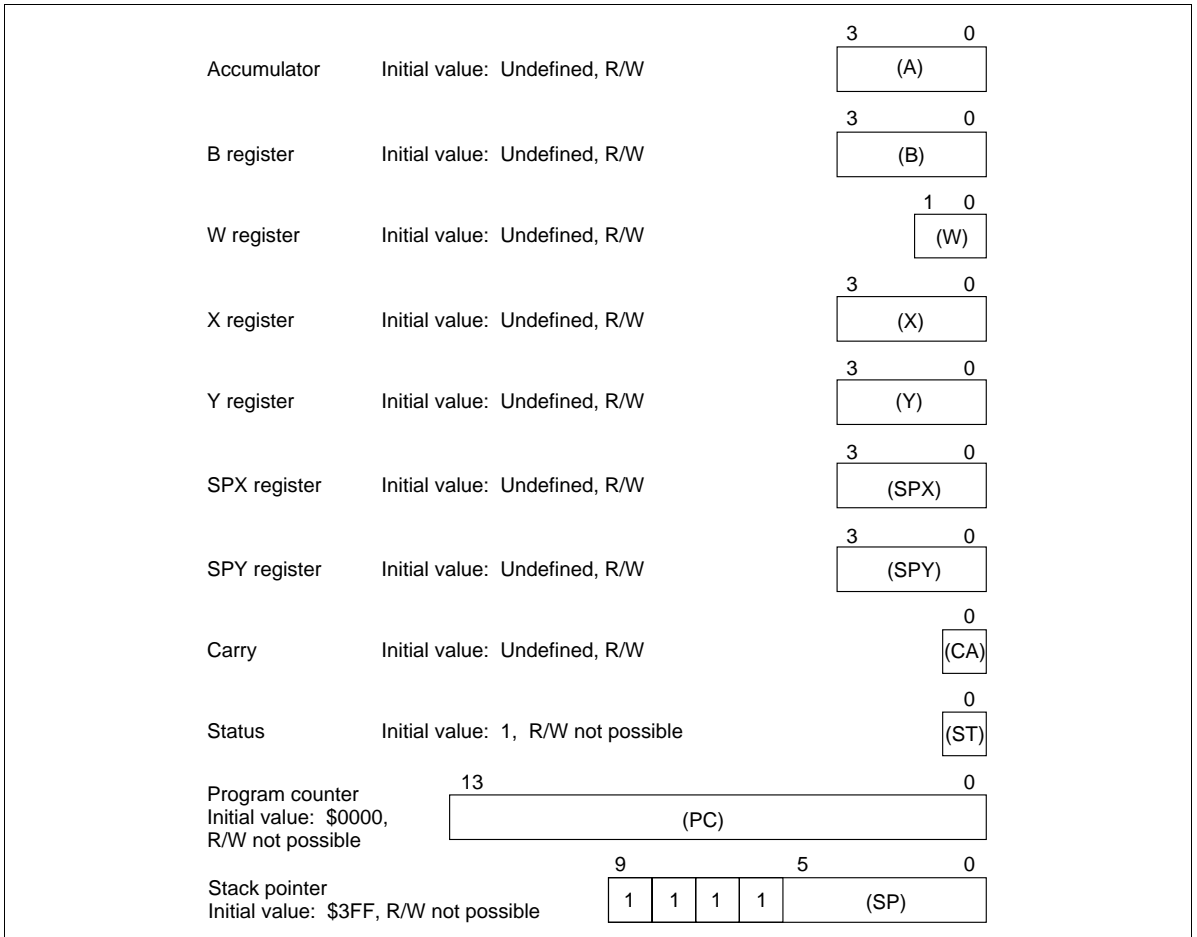 3 0
Accumulator Initial value: Undefined, R/W (A)
3 0
B register Initial value: Undefined, R/W (B)
1 0
W register Initial value: Undefined, R/W (W)
3 0
X register Initial value: Undefined, R/W (X)
3 0
Y register Initial value: Undefined, R/W (Y)
3 0
SPX register Initial value: Undefined, R/W (SPX)
3 0
SPY register Initial value: Undefined, R/W (SPY)
0
Carry Initial value: Undefined, R/W (CA)
0
Status Initial value: 1, R/W not possible (ST)
13 0
Program counter
Initial value: $0000, (PC)
R/W not possible
9 5 0
Stack pointer
Initial value: $3FF, R/W not possible 1 1 1 1 (SP)